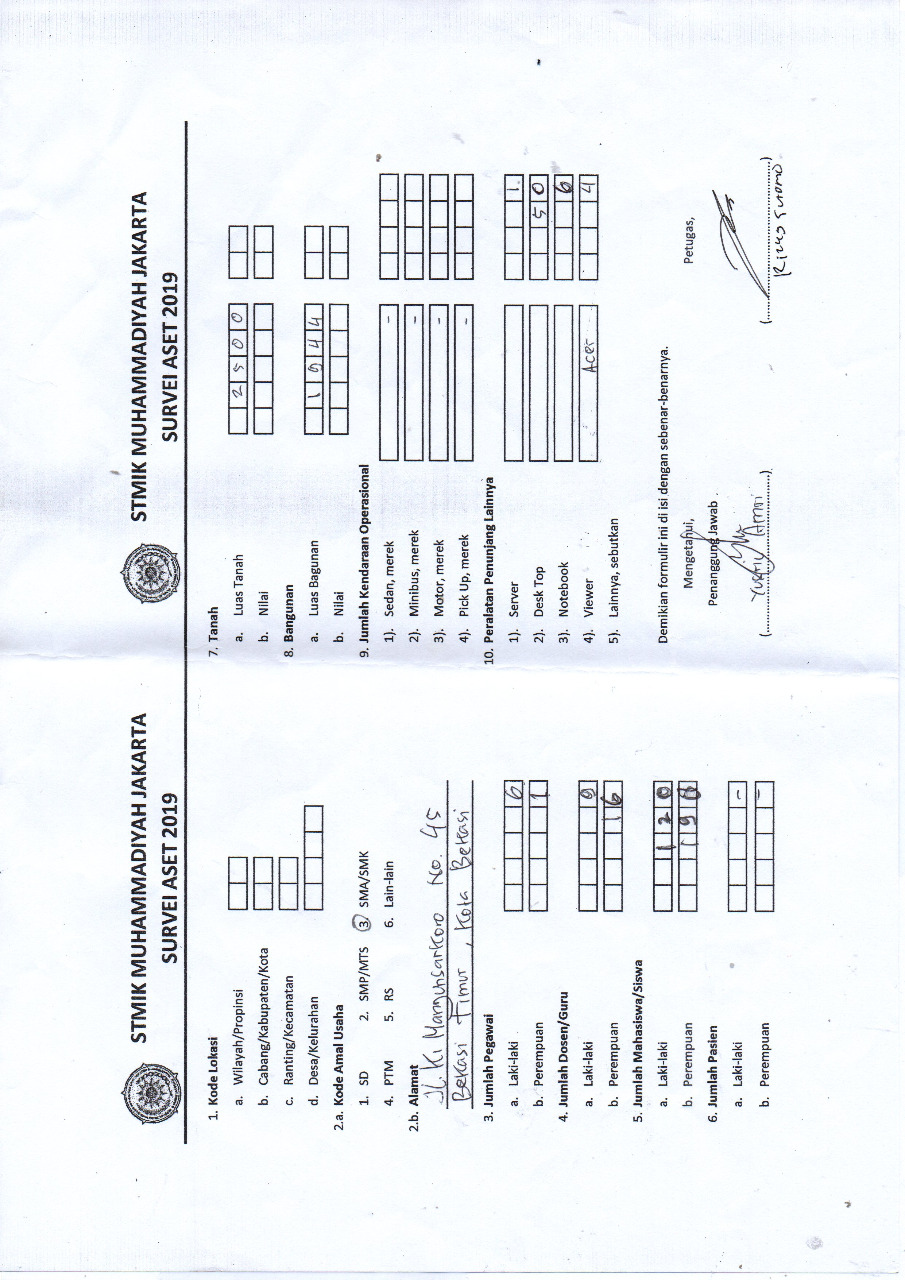 STMIK MUHAMMADIYAH JAKARTA
SURVEI ASET 2019
1. Kode Lokasi
a. Wilayah/Propinsi
b. Cabang/Kabupaten/Kota
c. Ranting/Kecamatan
d. Desa/Kelurahan
2.a. Kode Amal Usaha
1. SD 2. SMP/MTS 3. SMA/SMK
4. PTM 5. RS 6. Lain-lain
2.b. Alamat
Jl. Ki Mangunsarkoro No. 45
Bekasi Timur, Kota Bekasi
3. Jumlah Pegawai
a. Laki-laki 6
b. Perempuan 1
4. Jumlah Dosen/Guru
a. Laki-laki 9
b. Perempuan 16
5. Jumlah Mahasiswa/Siswa
a. Laki-laki 120
b. Perempuan 198
6. Jumlah Pasien
a. Laki-laki -
b. Perempuan -
STMIK MUHAMMADIYAH JAKARTA
SURVEI ASET 2019
7. Tanah
a. Luas Tanah 2500
b. Nilai
8. Bangunan
a. Luas Bagunan 1944
b. Nilai
9. Jumlah Kendaraan Operasional
1). Sedan, merek -
2). Minibus, merek -
3). Motor, merek -
4). Pick Up, merek -
10. Peralatan Penunjang Lainnya
1). Server 1
2). Desk Top 50
3). Notebook 6
4). Viewer Acer 4
5). Lainnya, sebutkan
Demikian formulir ini di isi dengan sebenar-benarnya.
Mengetahui,
Penanggung Jawab
Petugas,